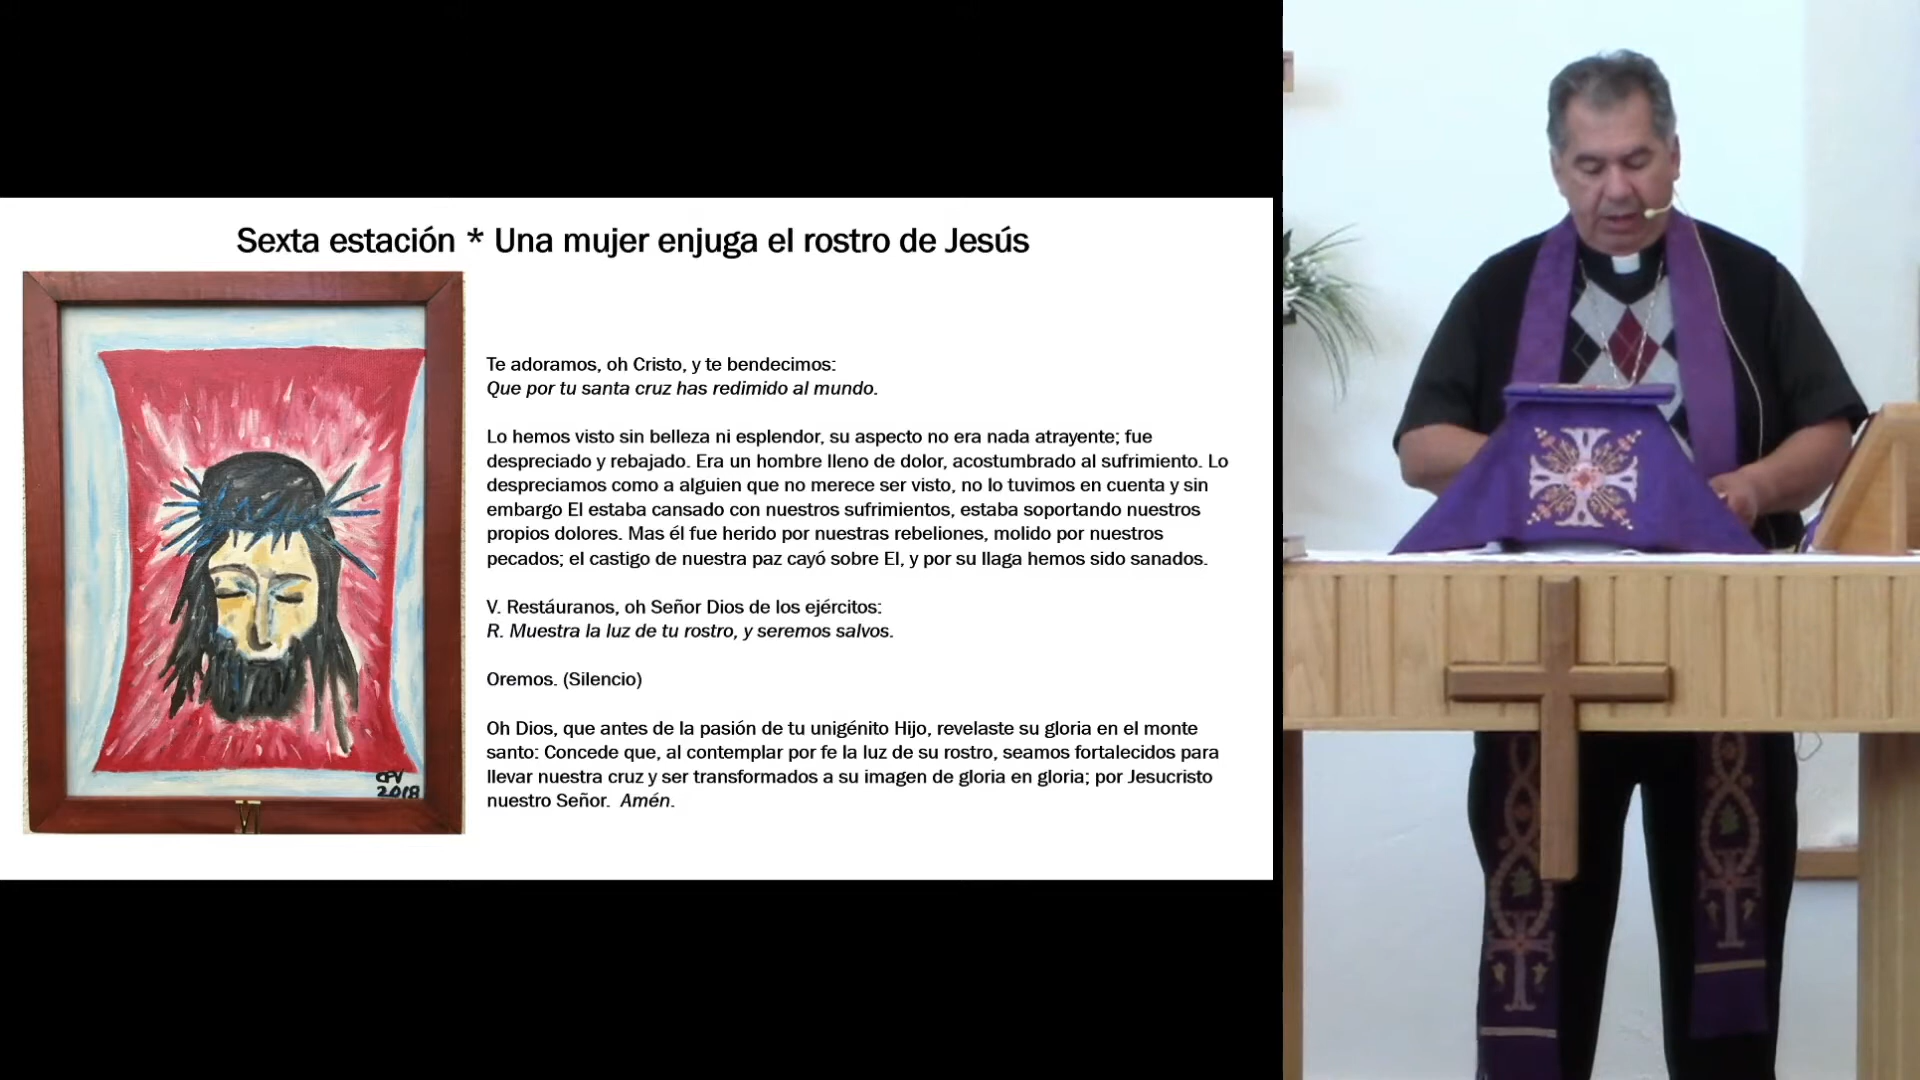 Sexta estación * Una mujer enjuga el rostro de Jesús
Te adoramos, oh Cristo, y te bendecimos:
Que por tu santa cruz has redimido al mundo.
Lo hemos visto sin belleza ni esplendor, su aspecto no era nada atrayente; fue
despreciado y rebajado. Era un hombre lleno de dolor, acostumbrado al sufrimiento. Lo
despreciamos como a alguien que no merece ser visto, no lo tuvimos en cuenta y sin
embargo El estaba cansado con nuestros sufrimientos, estaba soportando nuestros
propios dolores. Mas él fue herido por nuestras rebeliones, molido por nuestros
pecados; el castigo de nuestra paz cayó sobre El, y por su llaga hemos sido sanados.
V. Restáuranos, oh Señor Dios de los ejércitos:
R. Muestra la luz de tu rostro, y seremos salvos.
Oremos. (Silencio)
Oh Dios, que antes de la pasión de tu unigénito Hijo, revelaste su gloria en el monte
santo: Concede que, al contemplar por fe la luz de su rostro, seamos fortalecidos para
llevar nuestra cruz y ser transformados a su imagen de gloria en gloria; por Jesucristo
nuestro Señor. Amén.
CPV
2018
VI